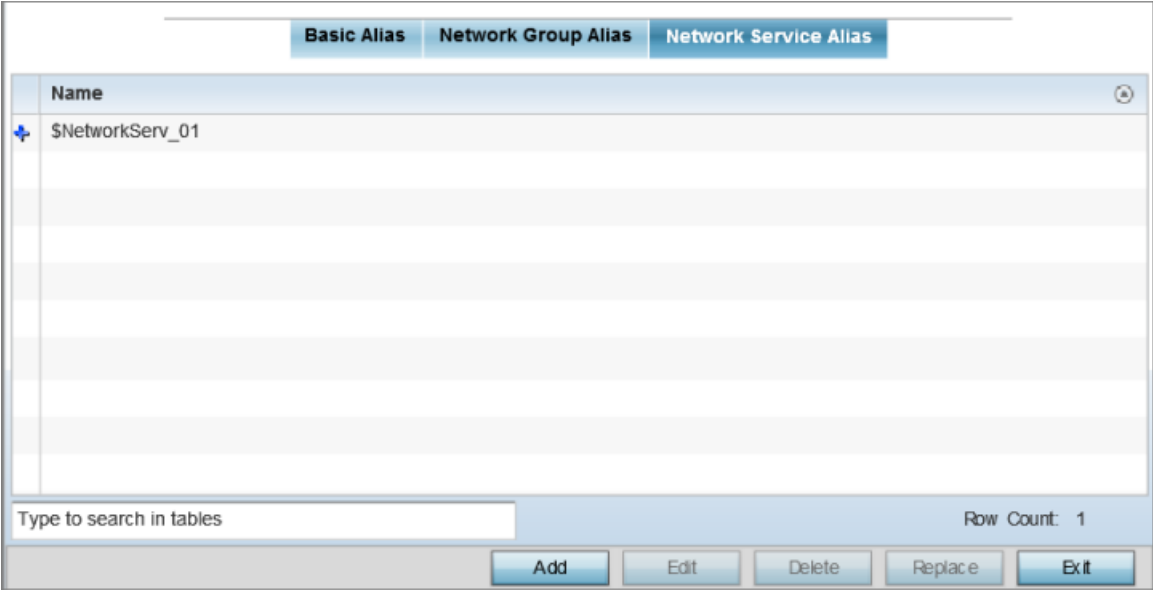 Basic Alias Network Group Alias Network Service Alias
Name
$NetworkServ_01
Type to search in tables Row Count: 1
Add Edit Delete Replace Exit